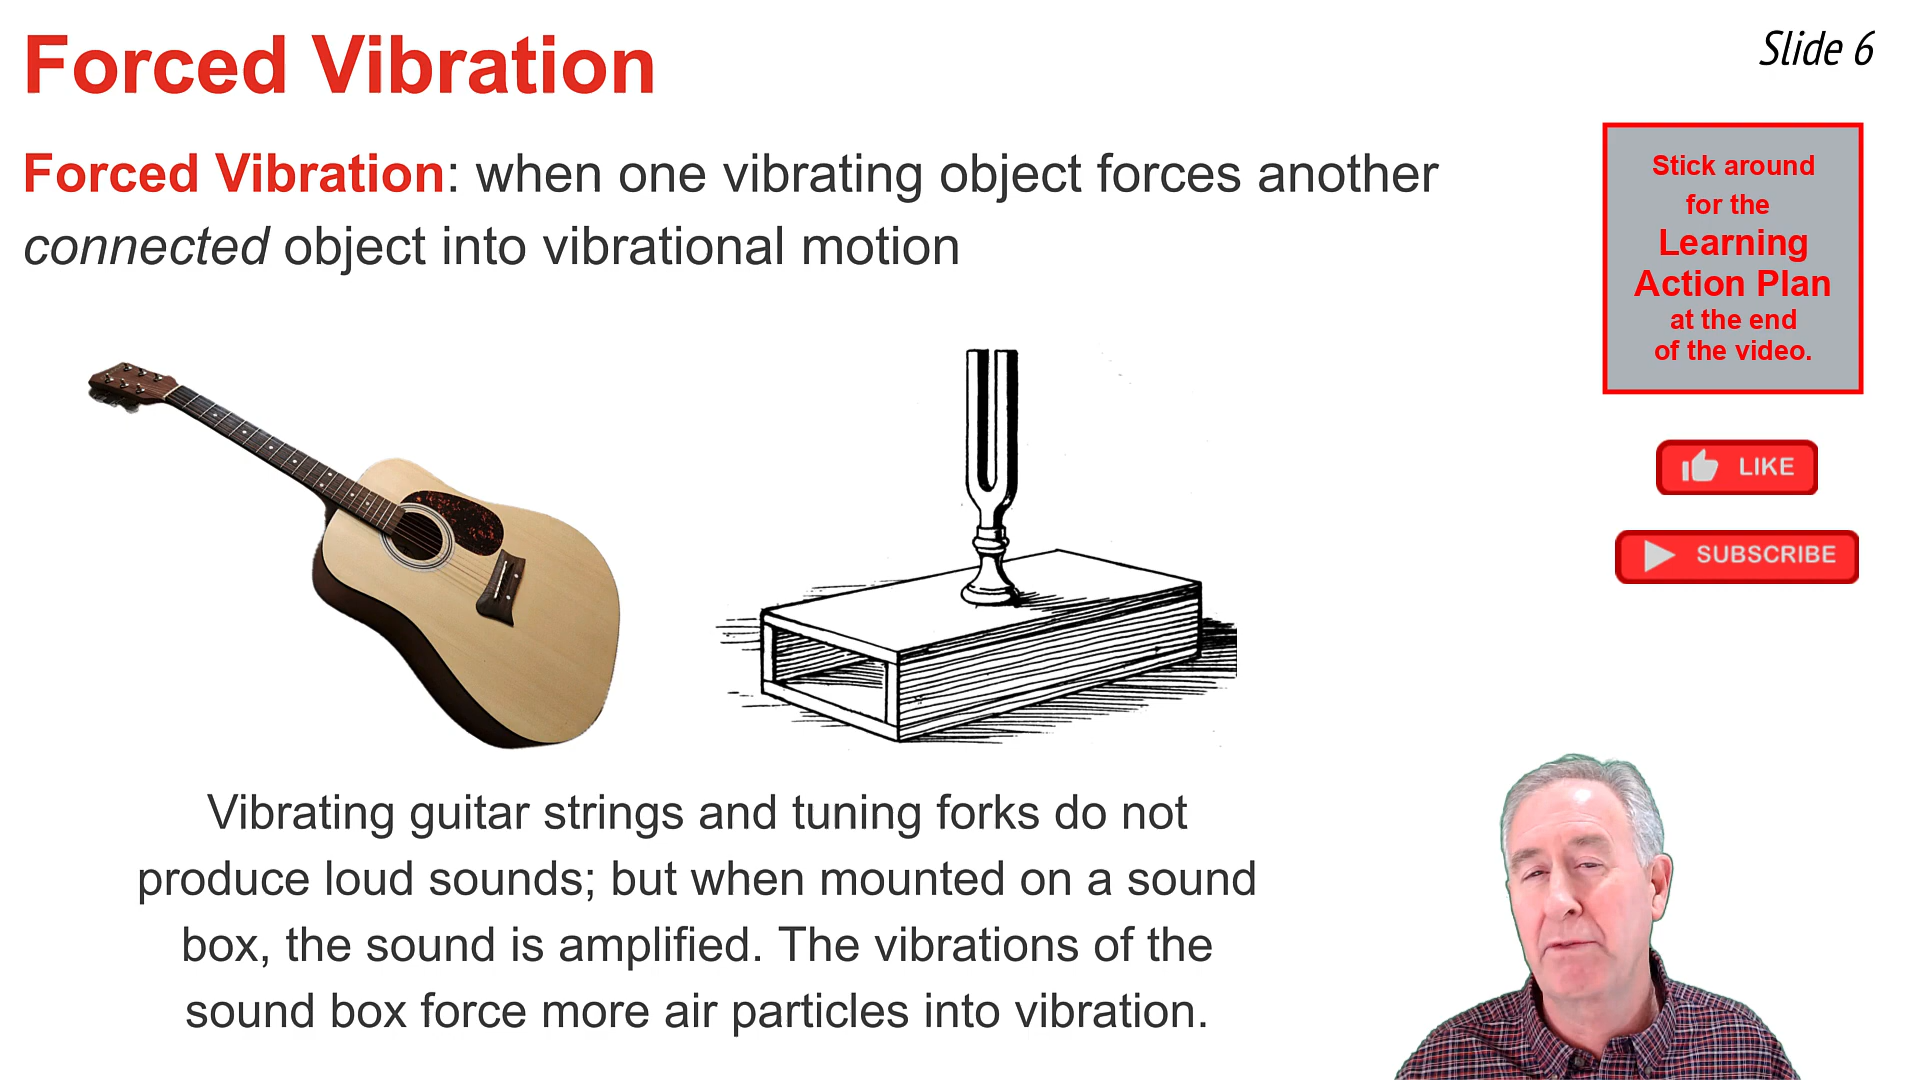 Forced Vibration
Slide 6
Forced Vibration: when one vibrating object forces another
connected object into vibrational motion
Stick around
for the
Learning
Action Plan
at the end
of the video.
LIKE
SUBSCRIBE
Vibrating guitar strings and tuning forks do not
produce loud sounds; but when mounted on a sound
box, the sound is amplified. The vibrations of the
sound box force more air particles into vibration.